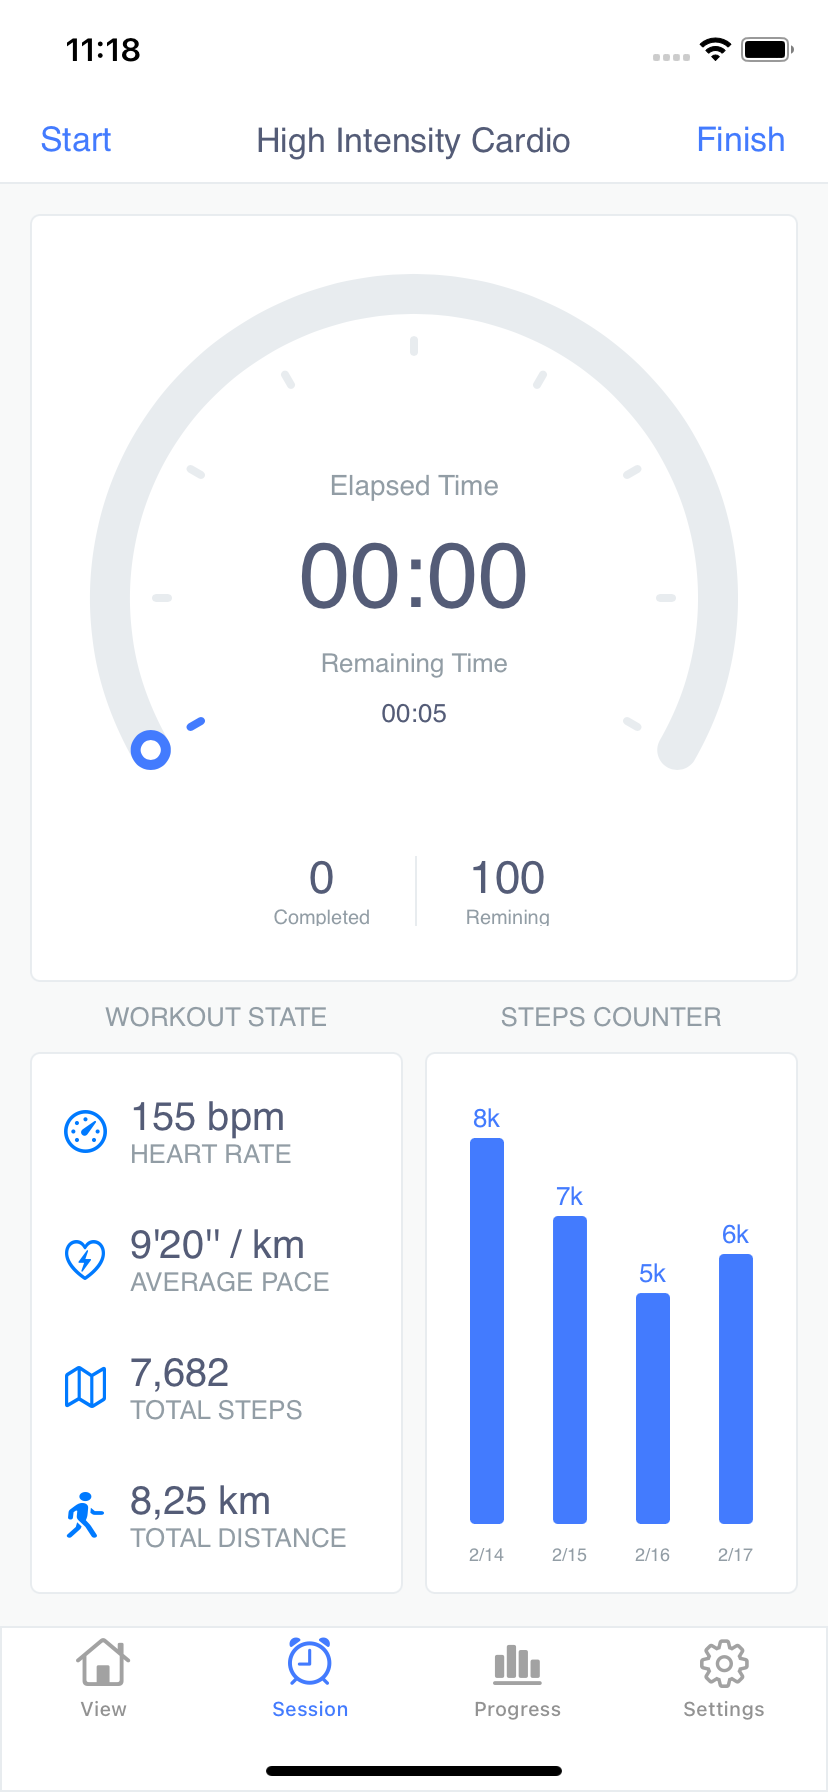 11:18
Start
High Intensity Cardio
Finish
Elapsed Time
00:00
Remaining Time
00:05
0
Completed
100
Remining
WORKOUT STATE
155 bpm
HEART RATE
9'20" / km
AVERAGE PACE
7,682
TOTAL STEPS
8,25 km
TOTAL DISTANCE
STEPS COUNTER
8k
7k
5k
6k
2/14
2/15
2/16
2/17
View
Session
Progress
Settings